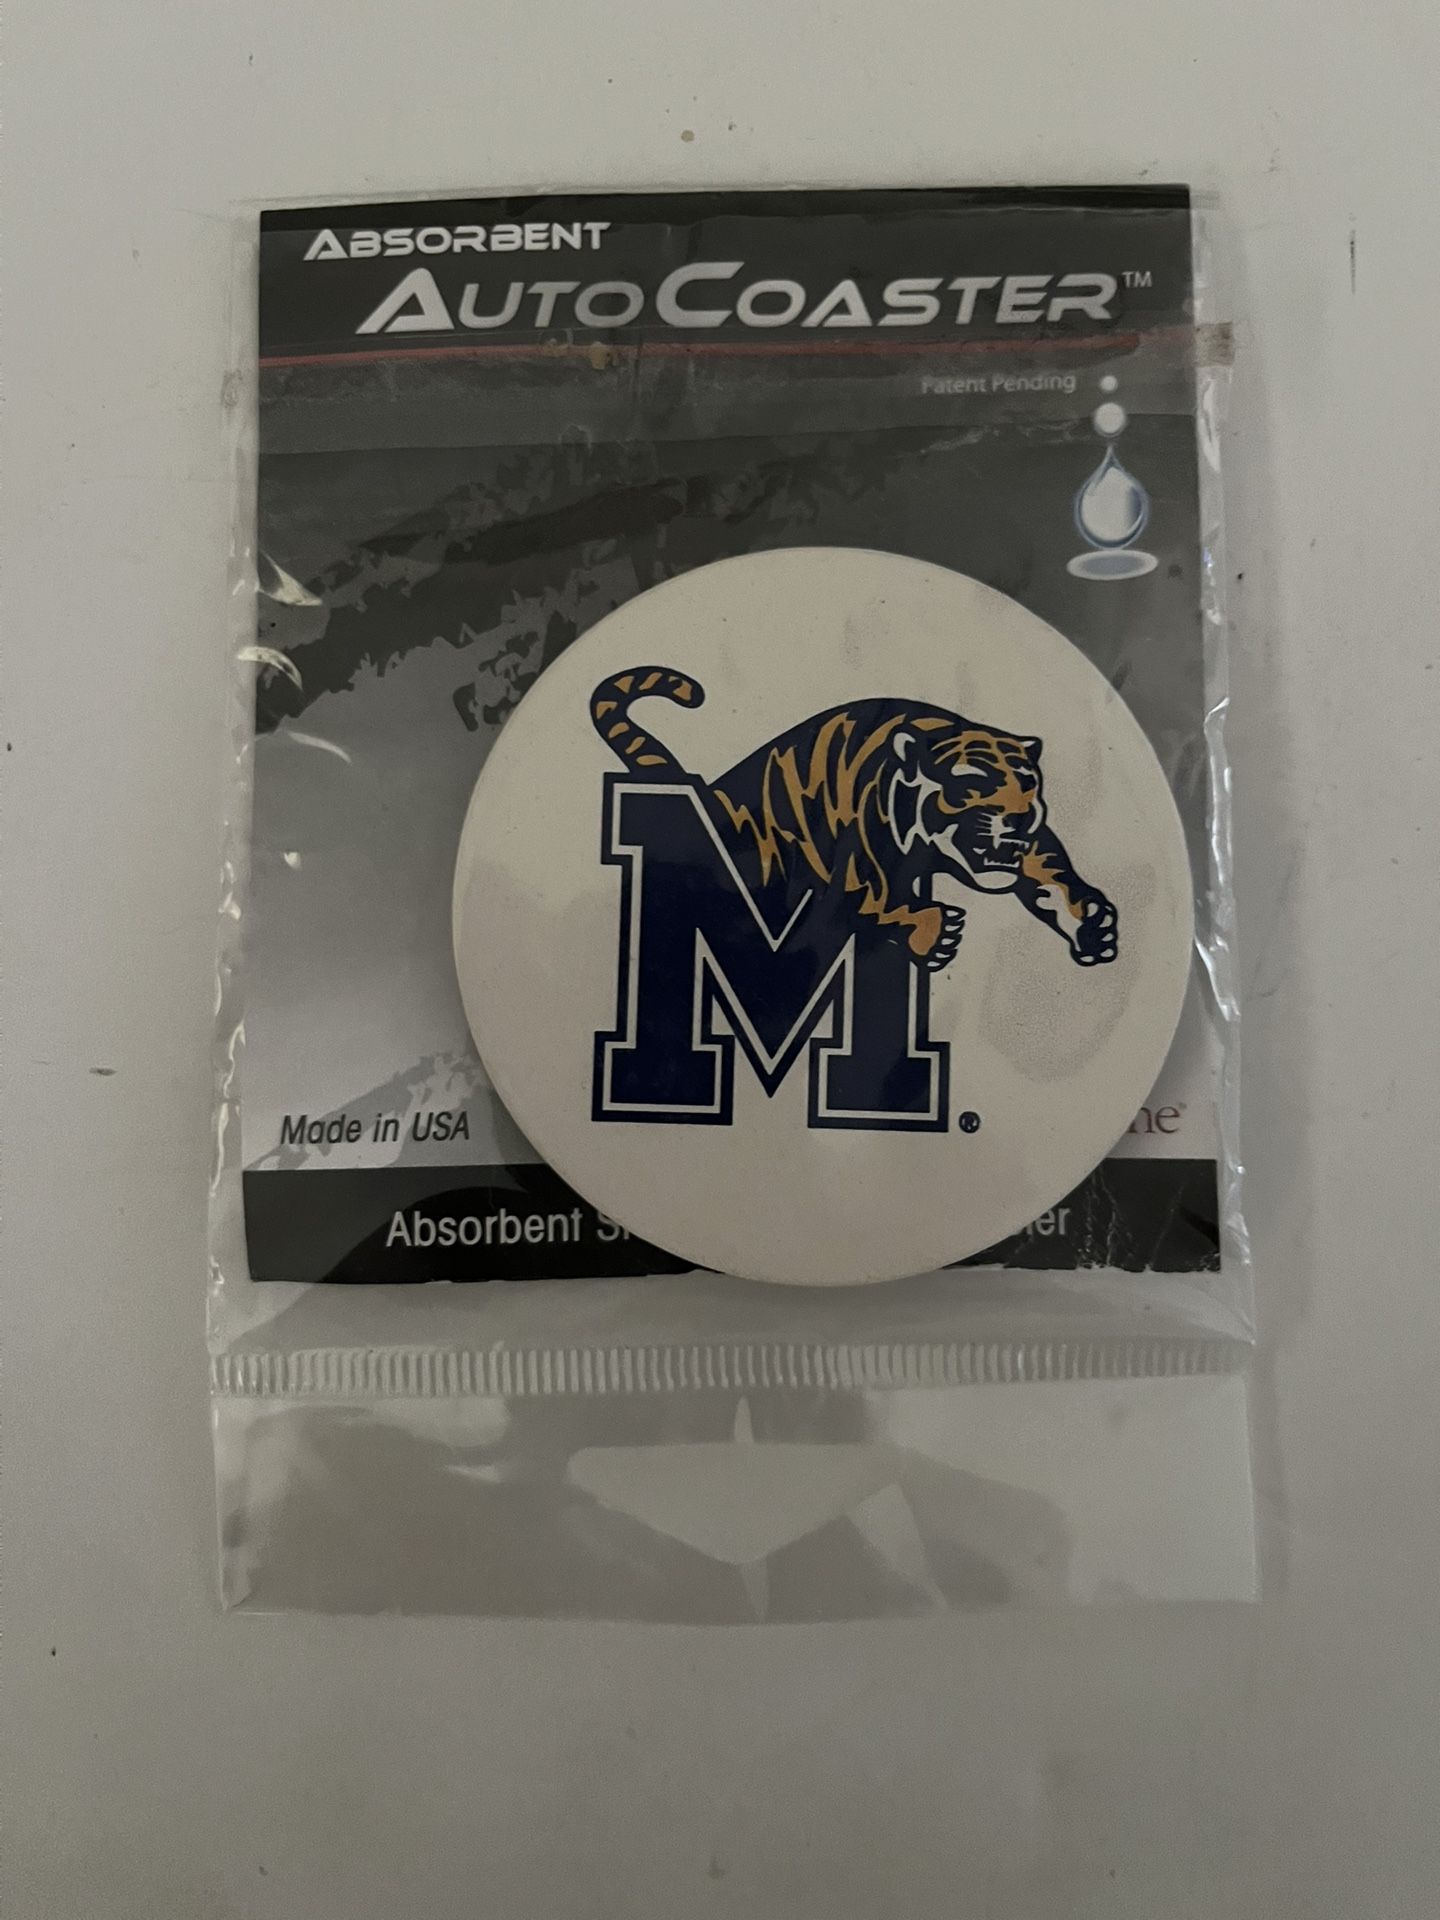 ABSORBENT
AUTOCOASTER™
Patent Pending
M
®
Made in USA
Absorbent